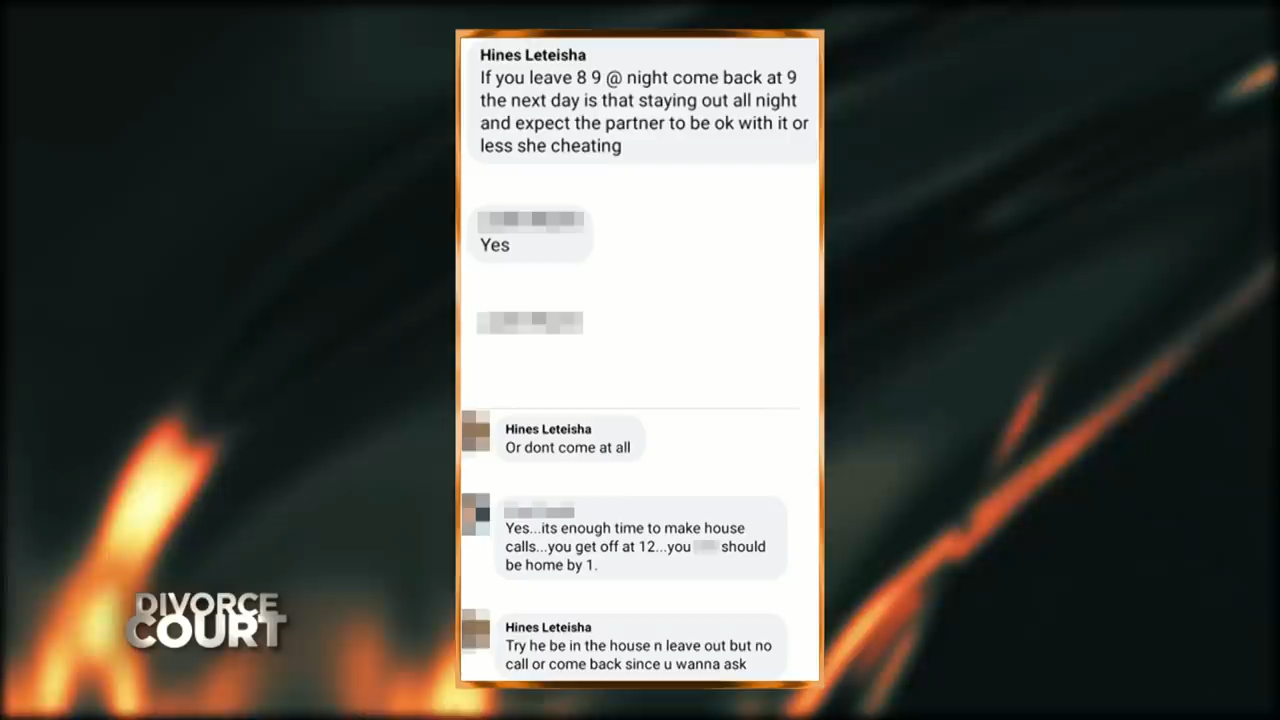 Hines Leteisha
If you leave 8 9 @ night come back at 9
the next day is that staying out all night
and expect the partner to be ok with it or
less she cheating
Yes
Hines Leteisha
Or dont come at all
Yes...its enough time to make house
calls...you get off at 12...you should
be home by 1.
Hines Leteisha
Try he be in the house n leave out but no
call or come back since u wanna ask
DIVORCE
COURT